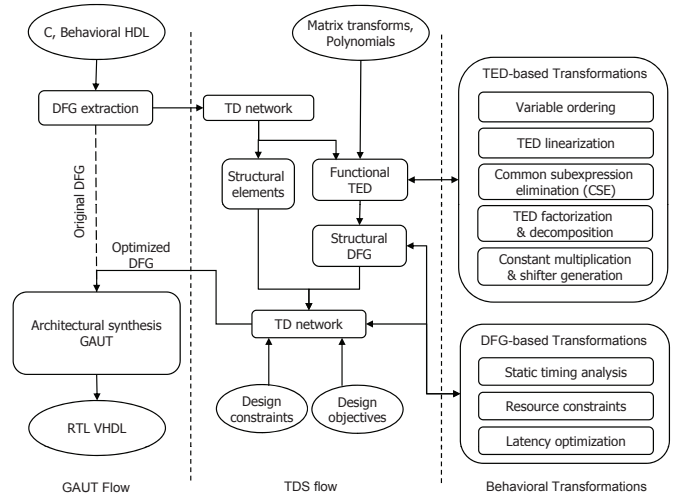 C, Behavioral HDL
Matrix transforms,
Polynomials
DFG extraction
TD network
Structural
elements
Functional
TED
Structural
DFG
Original DFG
Optimized
DFG
Architectural synthesis
GAUT
TD network
Design
constraints
Design
objectives
RTL VHDL
TED-based Transformations
Variable ordering
TED linearization
Common subexpression
elimination (CSE)
TED factorization
& decomposition
Constant multiplication
& shifter generation
DFG-based Transformations
Static timing analysis
Resource constraints
Latency optimization
GAUT Flow
TDS flow
Behavioral Transformations